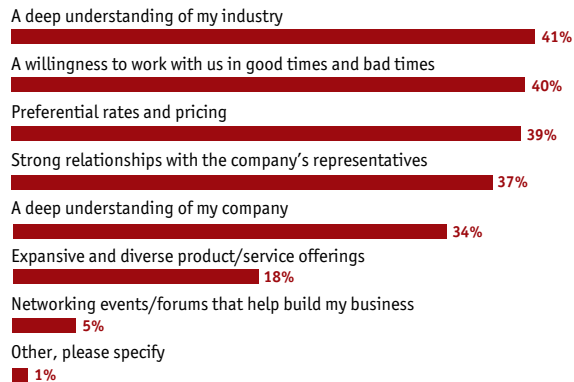 A deep understanding of my industry
41%
A willingness to work with us in good times and bad times
40%
Preferential rates and pricing
39%
Strong relationships with the company's representatives
37%
A deep understanding of my company
34%
Expansive and diverse product/service offerings
18%
Networking events/forums that help build my business
5%
Other, please specify
1%